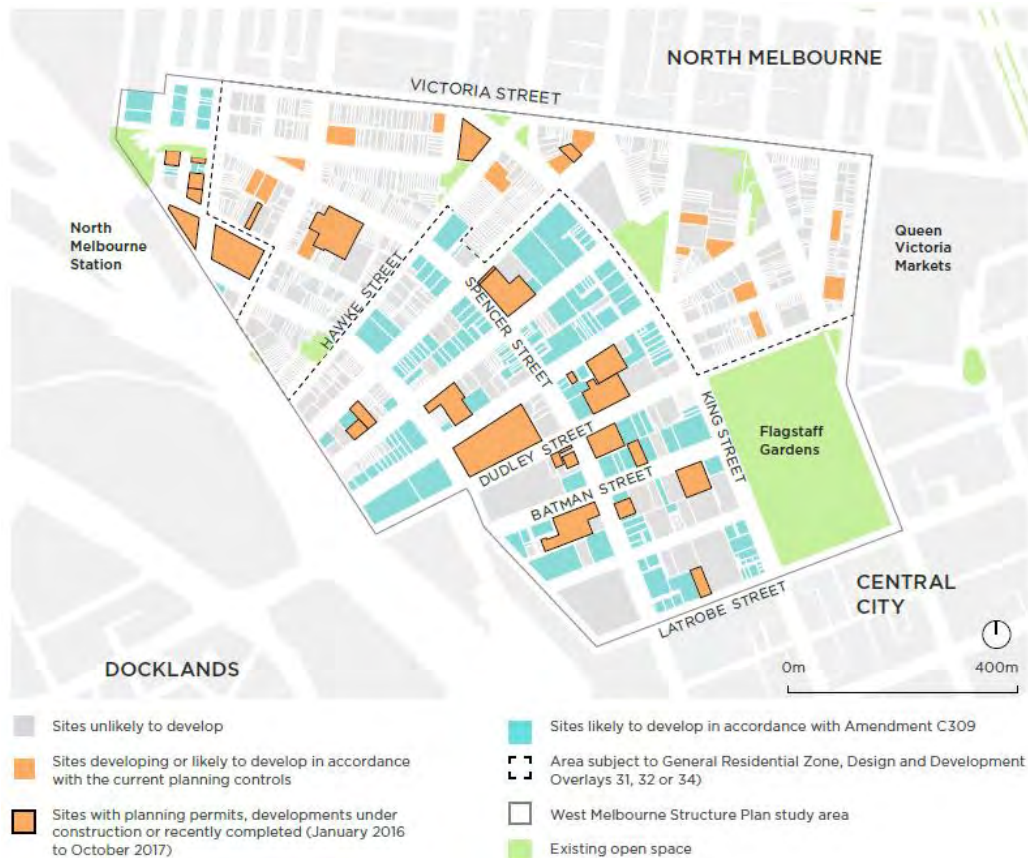 NORTH MELBOURNE
VICTORIA STREET
North
Melbourne
Station
Queen
Victoria
Markets
HAWKE STREET
SPENCER STREET
KING STREET
Flagstaff
Gardens
DUDLEY STREET
BATMAN STREET
LATROBE STREET
CENTRAL
CITY
DOCKLANDS
0m 400m
Sites unlikely to develop
Sites developing or likely to develop in accordance
with the current planning controls
Sites with planning permits, developments under
construction or recently completed (January 2016
to October 2017)
Sites likely to develop in accordance with Amendment C309
Area subject to General Residential Zone, Design and Development
Overlays 31, 32 or 34)
West Melbourne Structure Plan study area
Existing open space